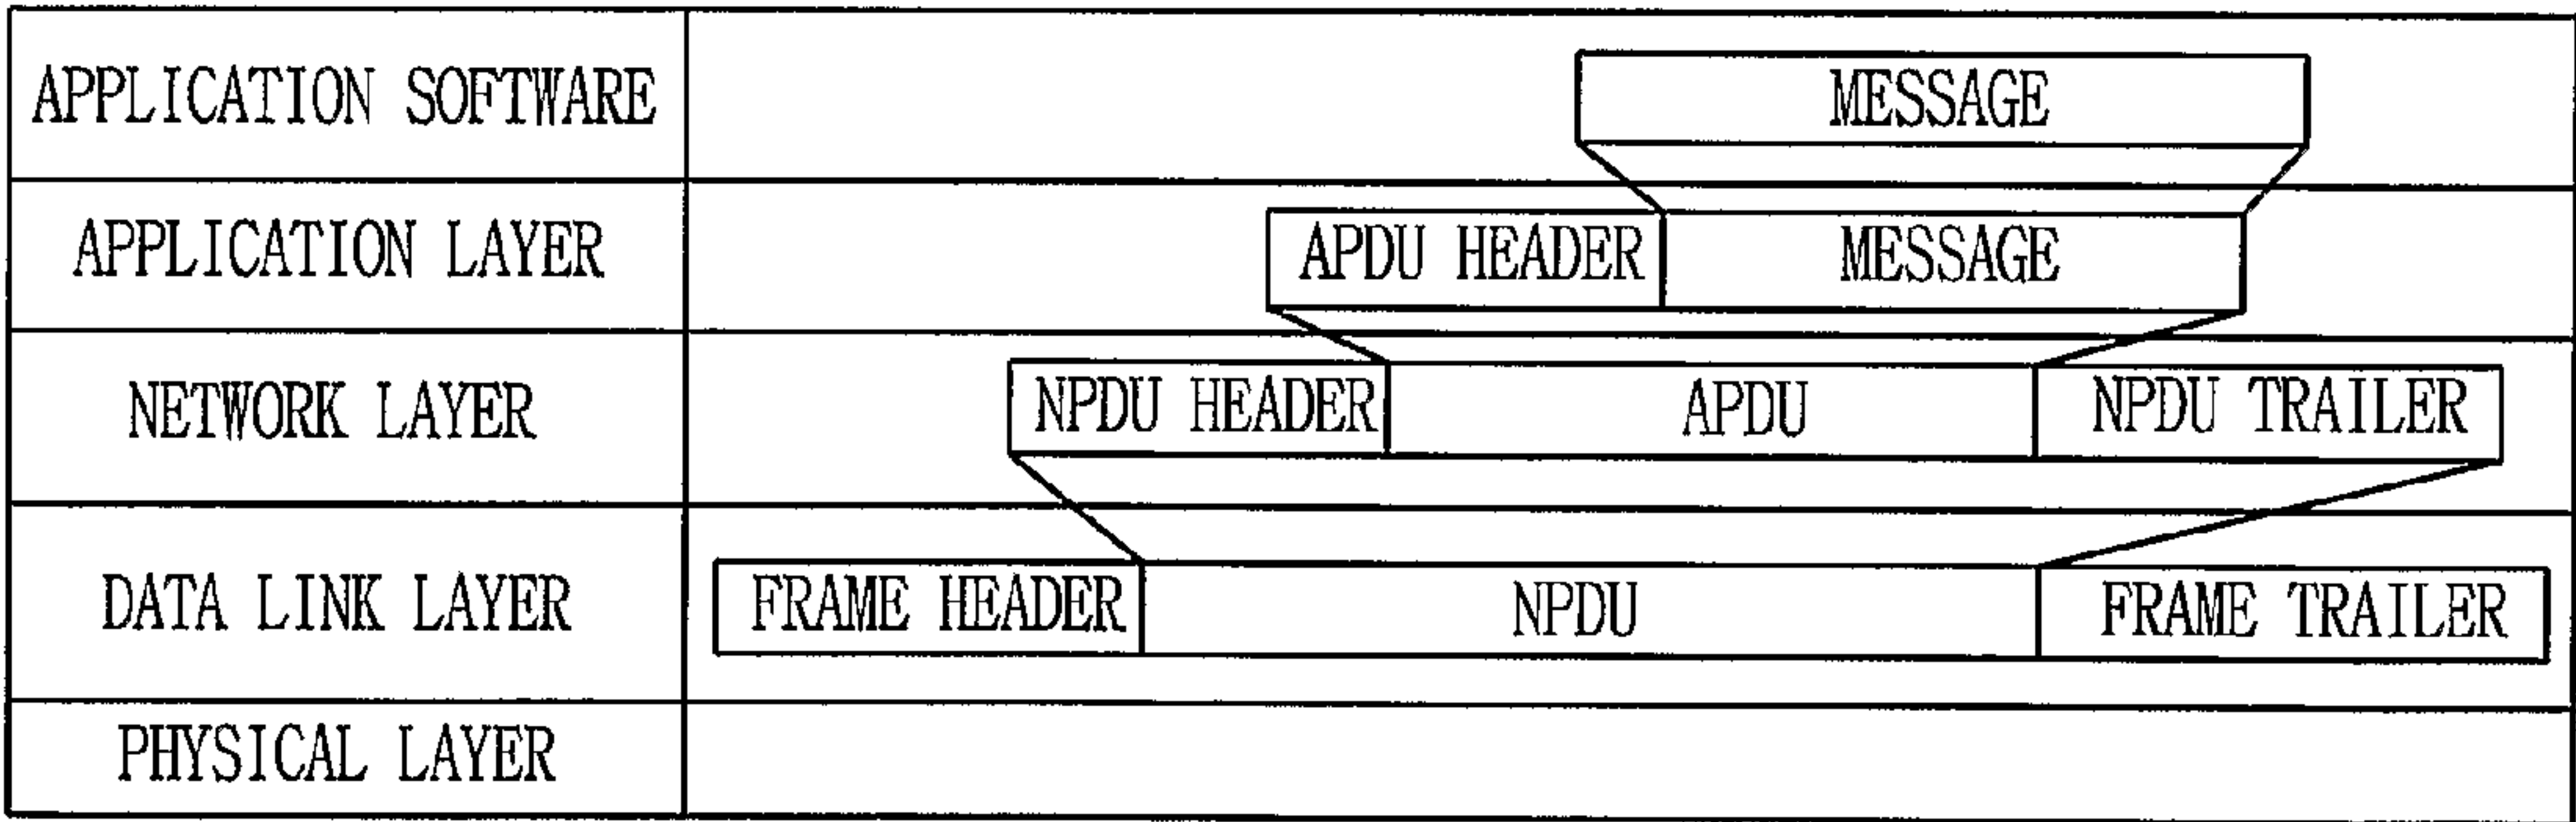 APPLICATION SOFTWARE
MESSAGE
APPLICATION LAYER
APDU HEADER
MESSAGE
NETWORK LAYER
NPDU HEADER
APDU
NPDU TRAILER
DATA LINK LAYER
FRAME HEADER
NPDU
FRAME TRAILER
PHYSICAL LAYER